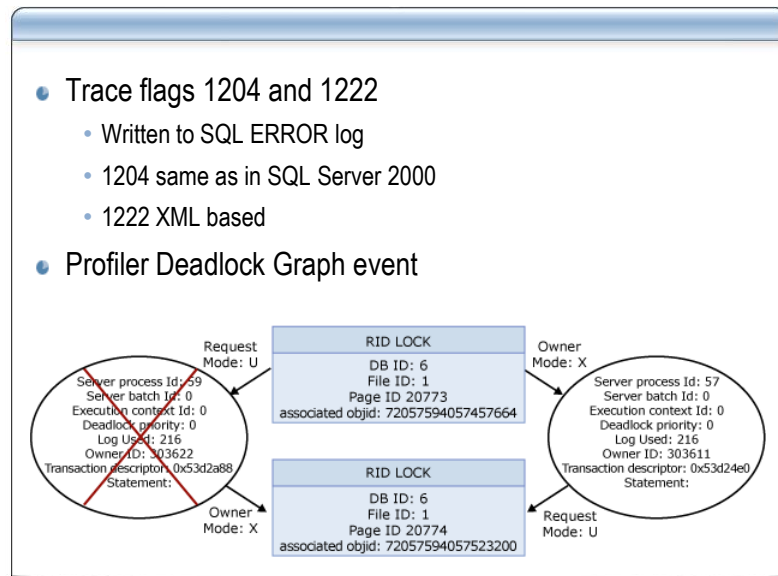 Trace flags 1204 and 1222
Written to SQL ERROR log
1204 same as in SQL Server 2000
1222 XML based
Profiler Deadlock Graph event
Request
Mode: U
RID LOCK
DB ID: 6
File ID: 1
Page ID 20773
associated objid: 72057594057457664
Owner
Mode: X
Server process Id: 59
Server batch Id: 0
Execution context Id: 0
Deadlock priority: 0
Log Used: 216
Owner ID: 303622
Transaction descriptor: 0x53d2a88
Statement:
Server process Id: 57
Server batch Id: 0
Execution context Id: 0
Deadlock priority: 0
Log Used: 216
Owner ID: 303611
Transaction descriptor: 0x53d24e0
Statement:
Owner
Mode: X
RID LOCK
DB ID: 6
File ID: 1
Page ID 20774
associated objid: 72057594057523200
Request
Mode: U